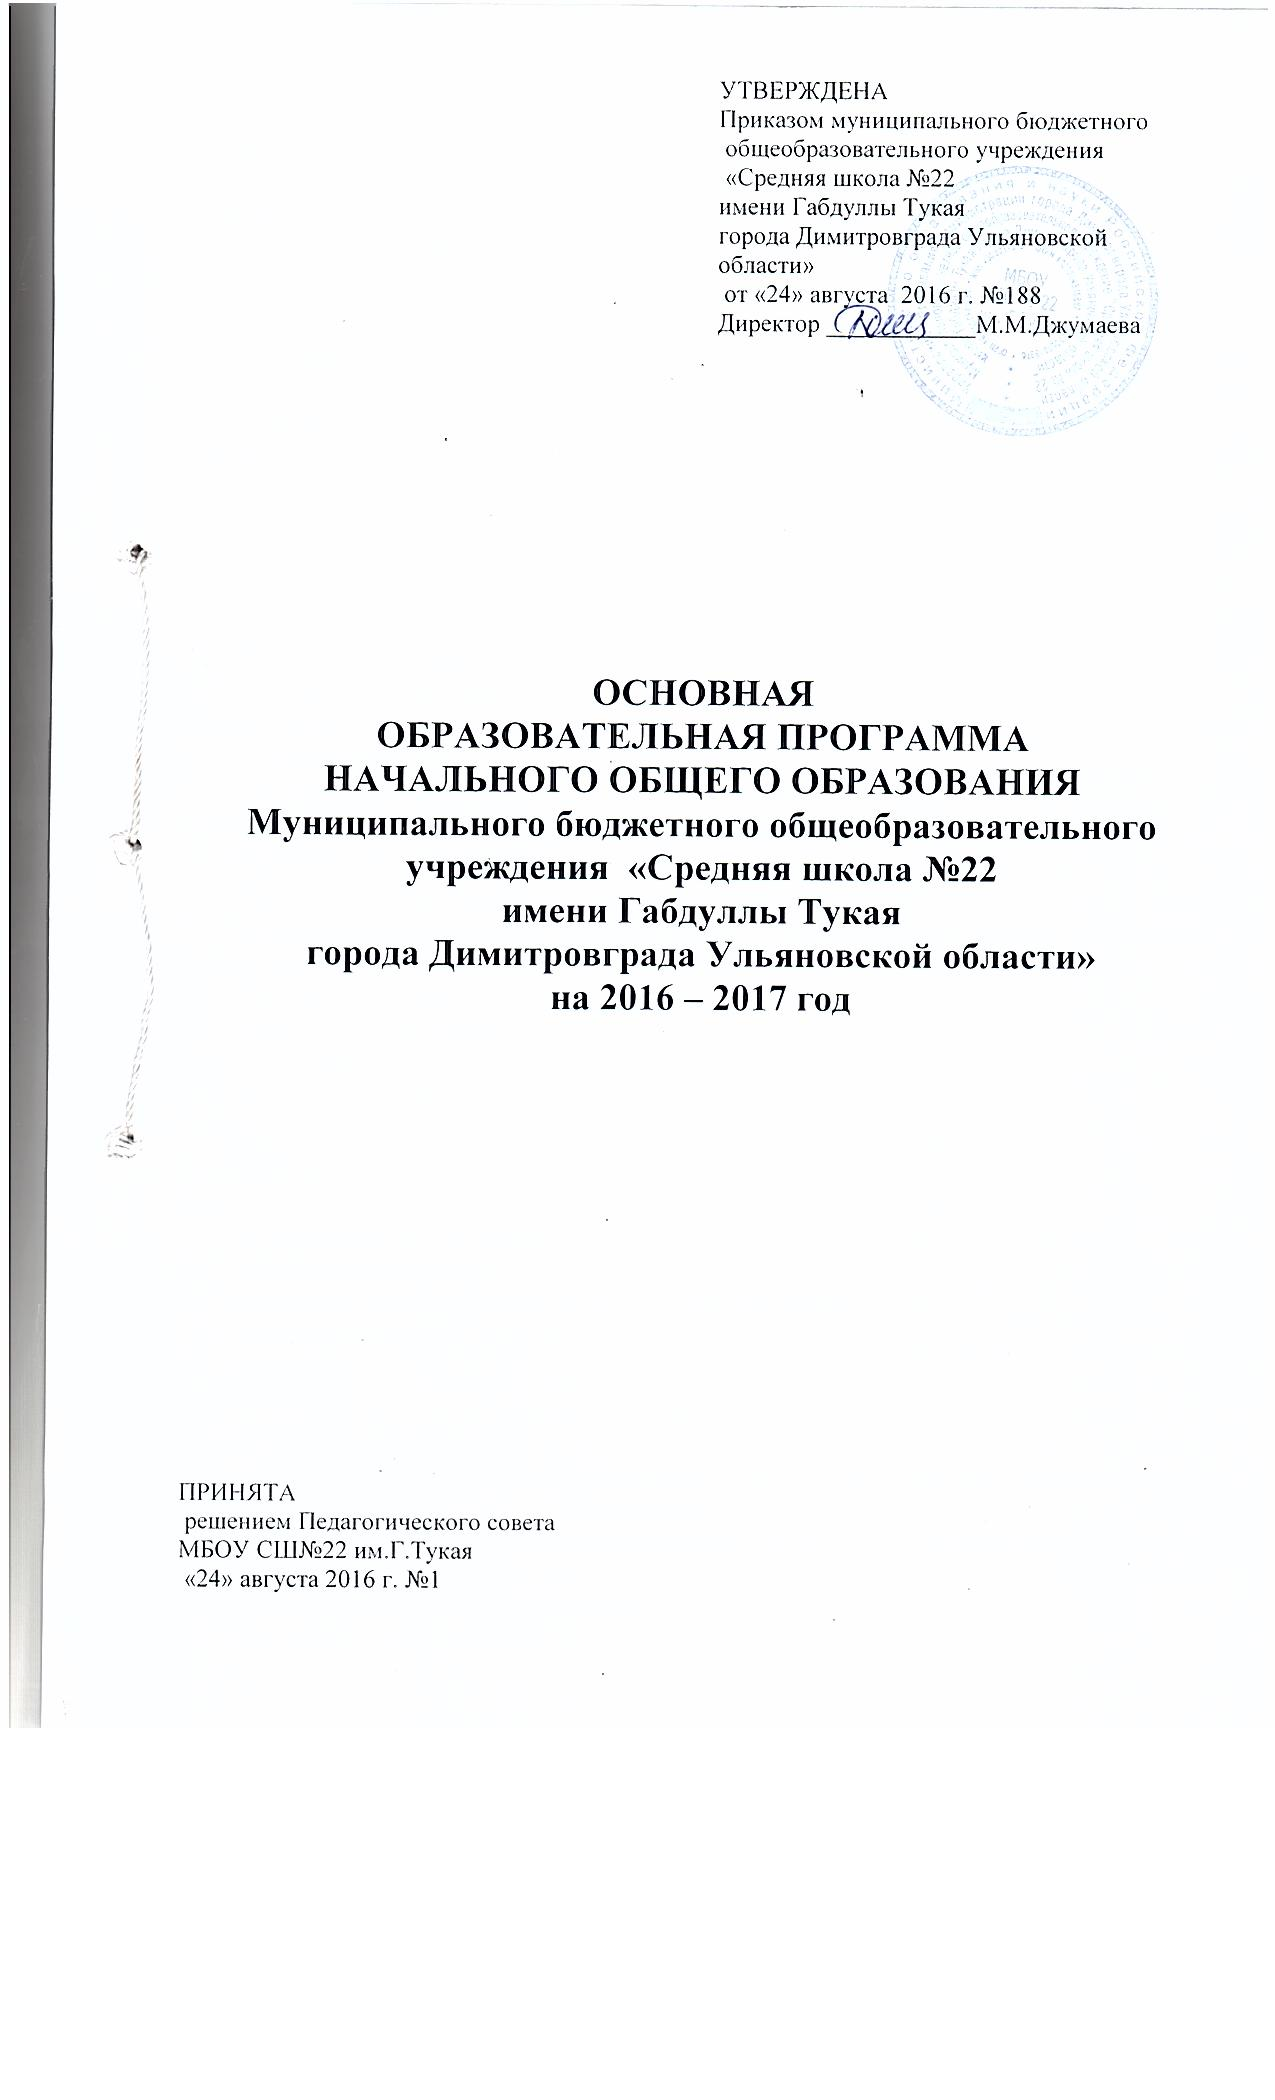 УТВЕРЖДЕНА
Приказом муниципального бюджетного
общеобразовательного учреждения
«Средняя школа №22
имени Габдуллы Тукая
города Димитровграда Ульяновской
области»
от «24» августа 2016 г. №188
Директор ____________М.М.Джумаева
МБОУ
ОСНОВНАЯ
ОБРАЗОВАТЕЛЬНАЯ ПРОГРАММА
НАЧАЛЬНОГО ОБЩЕГО ОБРАЗОВАНИЯ
Муниципального бюджетного общеобразовательного
учреждения «Средняя школа №22
имени Габдуллы Тукая
города Димитровграда Ульяновской области»
на 2016 – 2017 год
ПРИНЯТА
решением Педагогического совета
МБОУ СШ№22 им.Г.Тукая
«24» августа 2016 г. №1